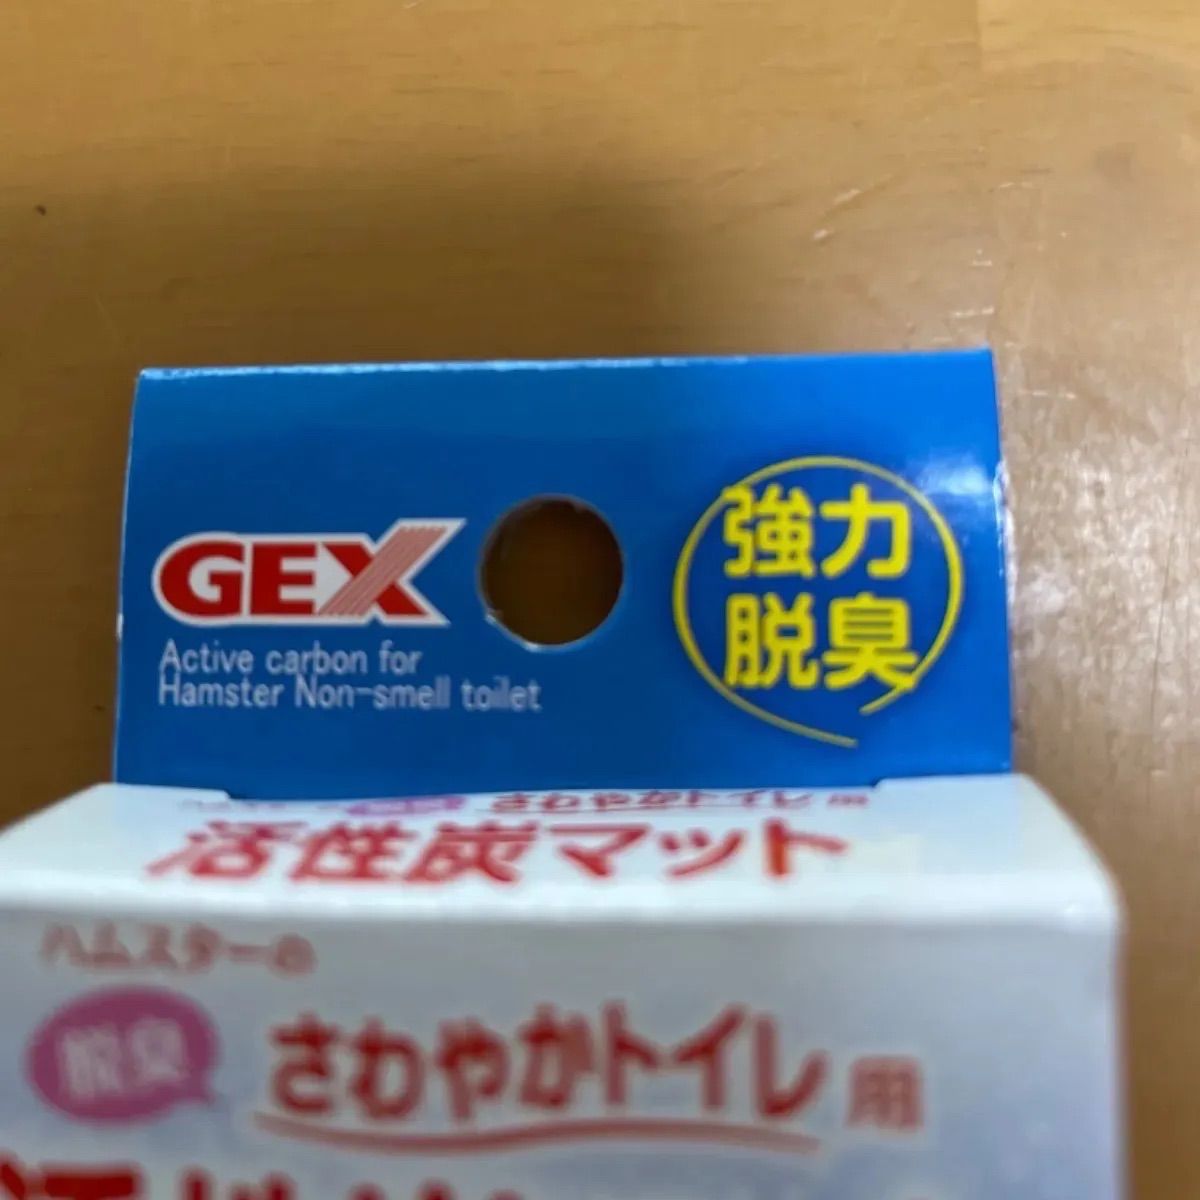 GEX
Active carbon for
Hamster Non-smell toilet
強力
脱臭
さわやかトイレ用
活性炭マット
ハムスターの
脱臭
さわやかトイレ用